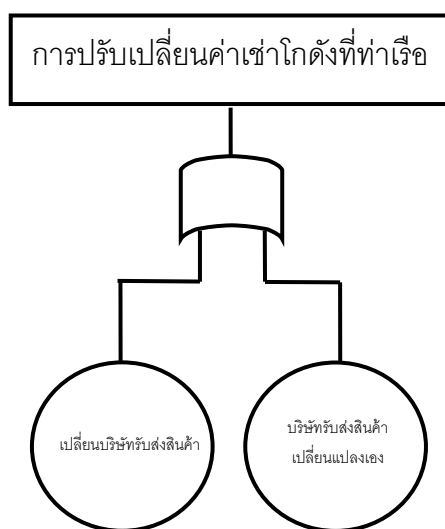 การปรับเปลี่ยนค่าเช่าโกดังที่ท่าเรือ
เปลี่ยนบริษัทรับส่งสินค้า
บริษัทรับส่งสินค้า
เปลี่ยนแปลงเอง